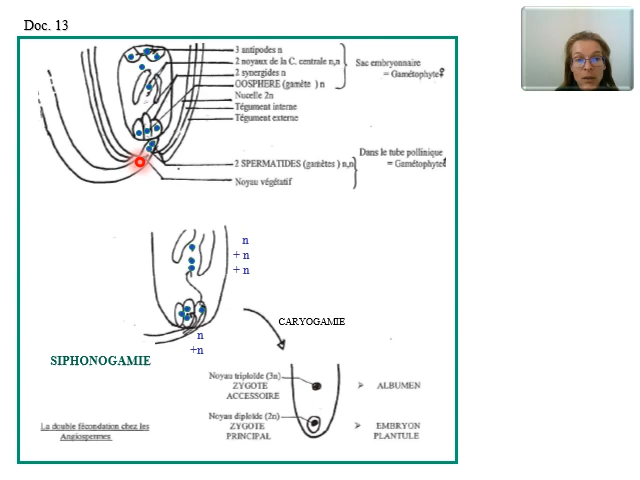 Doc. 13
3 antipodes n
2 noyaux de la C. centrale n,n
2 synergides n
OOSPHERE (gamète ) n
Nucelle 2n
Tégument interne
Tégument externe
Sac embryonnaire
= Gamétophyte♀
2 SPERMATIDES (gamètes ) n,n
Noyau végétatif
Dans le tube pollinique
= Gamétophyte♂
n
+ n
+ n
n
+n
CARYOGAMIE
SIPHONOGAMIE
Noyau triploïde (3n)
ZYGOTE
ACCESSOIRE
➢ ALBUMEN
Noyau diploïde (2n)
ZYGOTE
PRINCIPAL
➢ EMBRYON
PLANTULE
La double fécondation chez les
Angiospermes